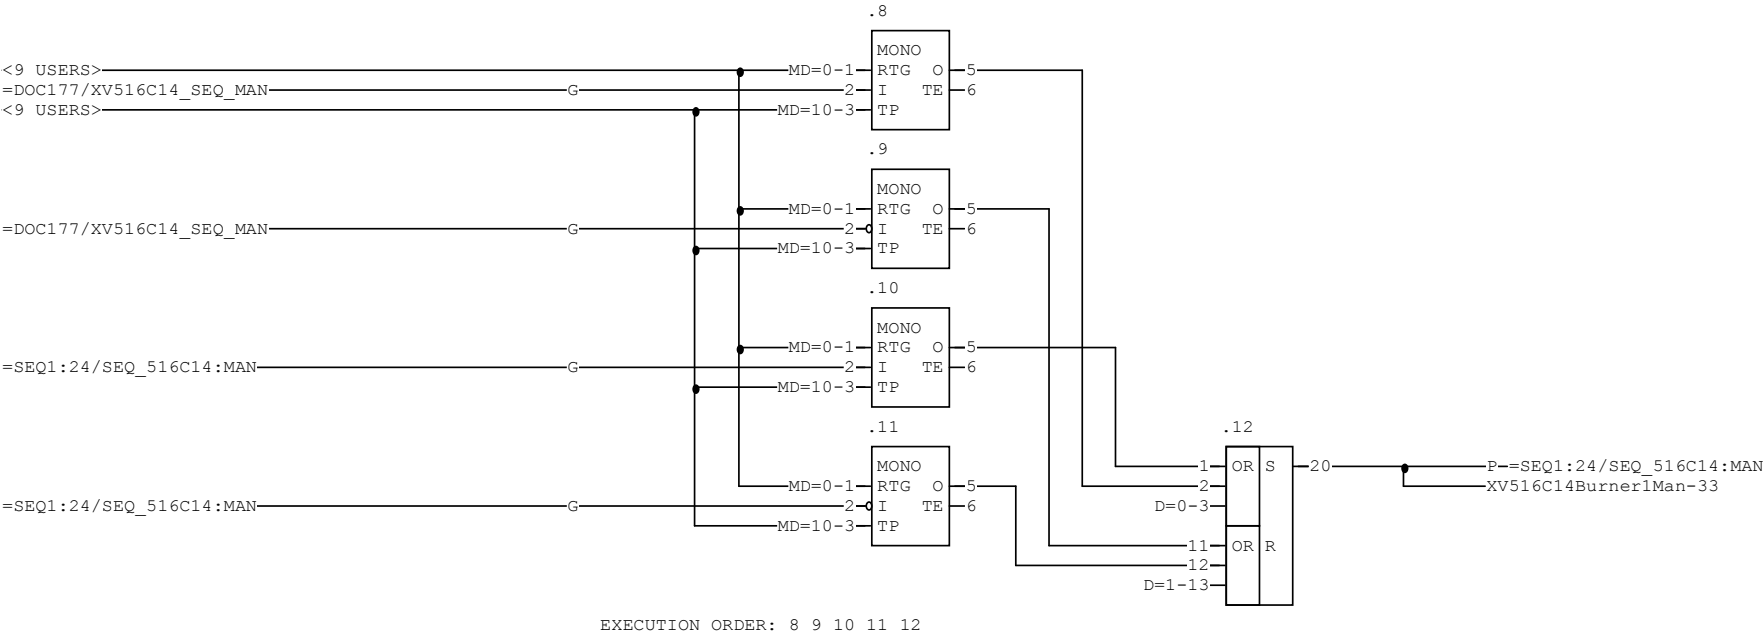 .8
MONO
<9 USERS> MD=0-1 RTG O 5
=DOC177/XV516C14_SEQ_MAN G 2 I TE 6
<9 USERS> MD=10-3 TP
.9
MONO
MD=0-1 RTG O 5
=DOC177/XV516C14_SEQ_MAN G 2 I TE 6
MD=10-3 TP
.10
MONO
MD=0-1 RTG O 5
=SEQ1:24/SEQ_516C14:MAN G 2 I TE 6
MD=10-3 TP
.11 .12
MONO 1 OR S 20 P =SEQ1:24/SEQ_516C14:MAN
MD=0-1 RTG O 5 2 XV516C14Burner1Man-33
=SEQ1:24/SEQ_516C14:MAN G 2 I TE 6 D=0-3
MD=10-3 TP
11 OR R
12
D=1-13
EXECUTION ORDER: 8 9 10 11 12